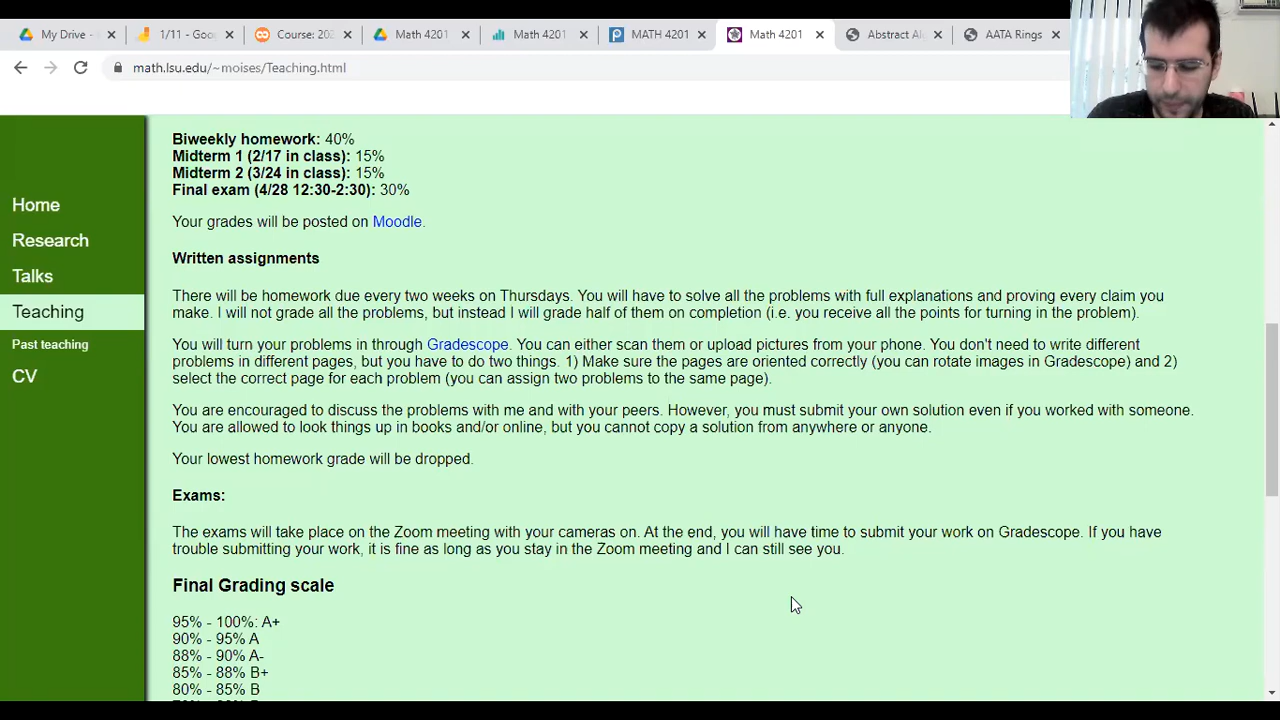 My Drive -
1/11 - Goo
Course: 202
Math 4201
Math 4201
MATH 4201
Math 4201
Abstract Al
AATA Rings
math.lsu.edu/~moises/Teaching.html
Home
Research
Talks
Teaching
Past teaching
CV
Biweekly homework: 40%
Midterm 1 (2/17 in class): 15%
Midterm 2 (3/24 in class): 15%
Final exam (4/28 12:30-2:30): 30%
Your grades will be posted on Moodle.
Written assignments
There will be homework due every two weeks on Thursdays. You will have to solve all the problems with full explanations and proving every claim you
make. I will not grade all the problems, but instead I will grade half of them on completion (i.e. you receive all the points for turning in the problem).
You will turn your problems in through Gradescope. You can either scan them or upload pictures from your phone. You don't need to write different
problems in different pages, but you have to do two things. 1) Make sure the pages are oriented correctly (you can rotate images in Gradescope) and 2)
select the correct page for each problem (you can assign two problems to the same page).
You are encouraged to discuss the problems with me and with your peers. However, you must submit your own solution even if you worked with someone.
You are allowed to look things up in books and/or online, but you cannot copy a solution from anywhere or anyone.
Your lowest homework grade will be dropped.
Exams:
The exams will take place on the Zoom meeting with your cameras on. At the end, you will have time to submit your work on Gradescope. If you have
trouble submitting your work, it is fine as long as you stay in the Zoom meeting and I can still see you.
Final Grading scale
95% - 100%: A+
90% - 95% A
88% - 90% A-
85% - 88% B+
80% - 85% B